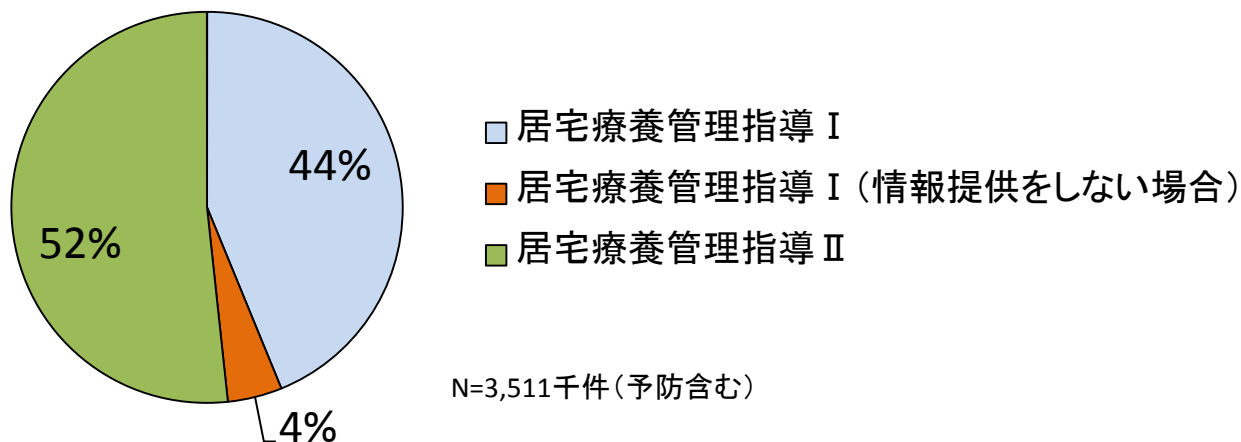 44%
52%
4%
居宅療養管理指導Ⅰ
居宅療養管理指導Ⅰ（情報提供をしない場合）
居宅療養管理指導Ⅱ
N=3,511千件（予防含む）